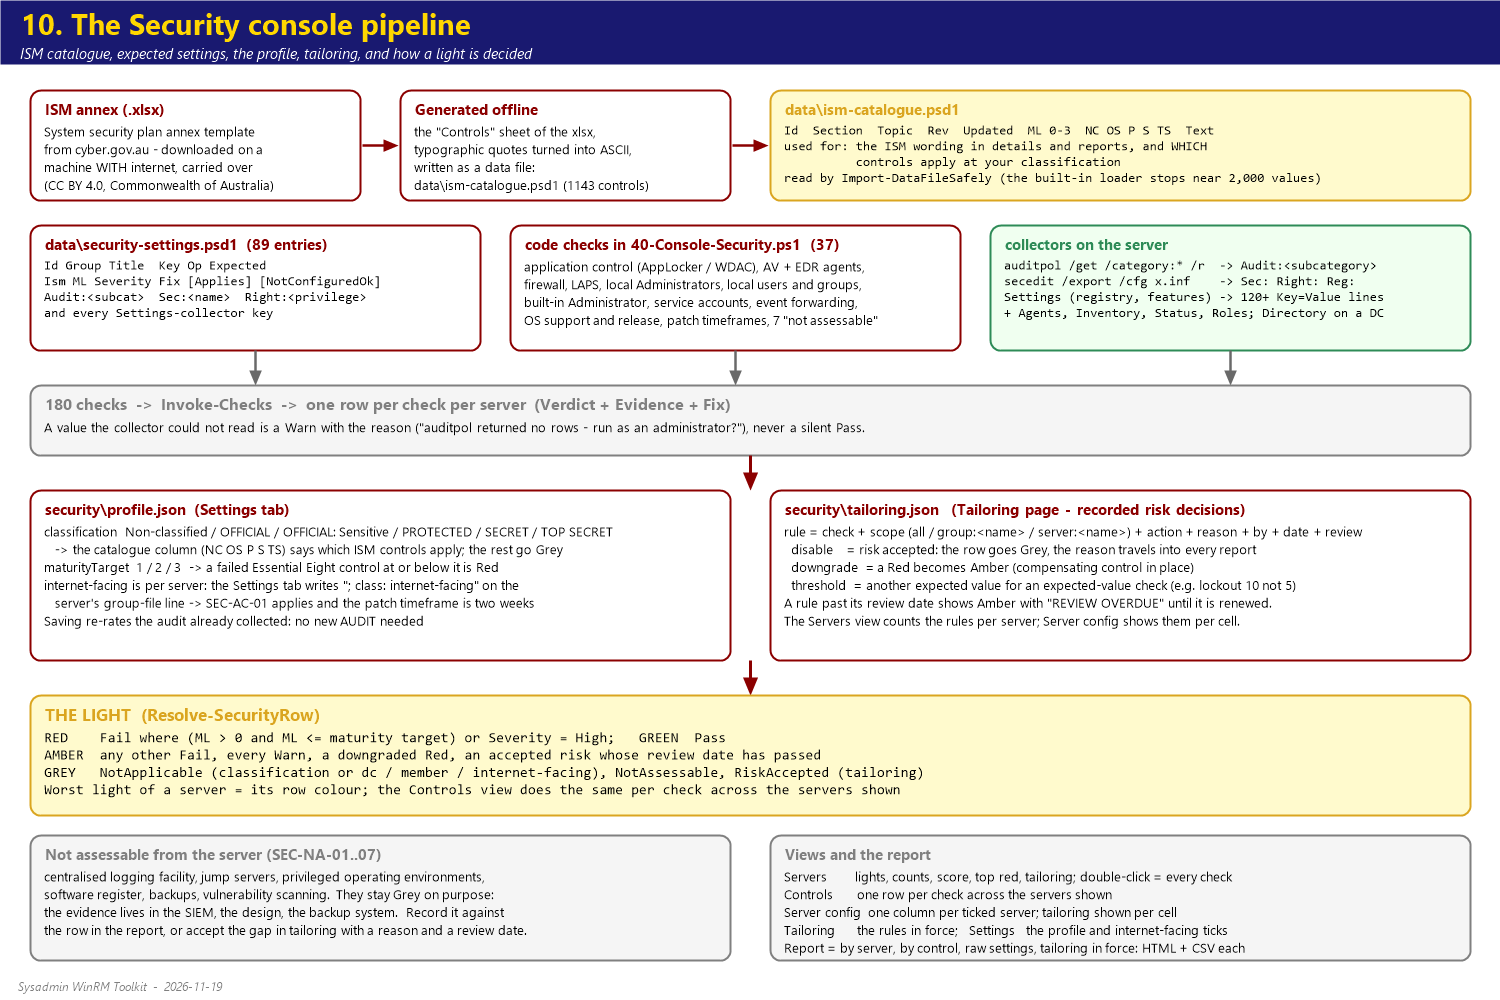 10. The Security console pipeline
ISM catalogue, expected settings, the profile, tailoring, and how a light is decided
ISM annex (.xlsx)
System security plan annex template
from cyber.gov.au - downloaded on a
machine WITH internet, carried over
(CC BY 4.0, Commonwealth of Australia)
Generated offline
the "Controls" sheet of the xlsx,
typographic quotes turned into ASCII,
written as a data file:
data\ism-catalogue.psd1 (1143 controls)
data\ism-catalogue.psd1
Id  Section  Topic  Rev  Updated  ML 0-3  NC OS P S TS  Text
used for: the ISM wording in details and reports, and WHICH
controls apply at your classification
read by Import-DataFileSafely (the built-in loader stops near 2,000 values)
data\security-settings.psd1  (89 entries)
Id Group Title  Key Op Expected
Ism ML Severity Fix [Applies] [NotConfiguredOk]
Audit:<subcat>  Sec:<name>  Right:<privilege>
and every Settings-collector key
code checks in 40-Console-Security.ps1  (37)
application control (AppLocker / WDAC), AV + EDR agents,
firewall, LAPS, local Administrators, local users and groups,
built-in Administrator, service accounts, event forwarding,
OS support and release, patch timeframes, 7 "not assessable"
collectors on the server
auditpol /get /category:* /r  -> Audit:<subcategory>
secedit /export /cfg x.inf    -> Sec: Right: Reg:
Settings (registry, features) -> 120+ Key=Value lines
+ Agents, Inventory, Status, Roles; Directory on a DC
180 checks  ->  Invoke-Checks  ->  one row per check per server  (Verdict + Evidence + Fix)
A value the collector could not read is a Warn with the reason ("auditpol returned no rows - run as an administrator?"), never a silent Pass.
security\profile.json  (Settings tab)
classification  Non-classified / OFFICIAL / OFFICIAL: Sensitive / PROTECTED / SECRET / TOP SECRET
-> the catalogue column (NC OS P S TS) says which ISM controls apply; the rest go Grey
maturityTarget  1 / 2 / 3  -> a failed Essential Eight control at or below it is Red
internet-facing is per server: the Settings tab writes "; class: internet-facing" on the
server's group-file line -> SEC-AC-01 applies and the patch timeframe is two weeks
Saving re-rates the audit already collected: no new AUDIT needed
security\tailoring.json  (Tailoring page - recorded risk decisions)
rule = check + scope (all / group:<name> / server:<name>) + action + reason + by + date + review
disable    = risk accepted: the row goes Grey, the reason travels into every report
downgrade  = a Red becomes Amber (compensating control in place)
threshold  = another expected value for an expected-value check (e.g. lockout 10 not 5)
A rule past its review date shows Amber with "REVIEW OVERDUE" until it is renewed.
The Servers view counts the rules per server; Server config shows them per cell.
THE LIGHT  (Resolve-SecurityRow)
RED    Fail where (ML > 0 and ML <= maturity target) or Severity = High;   GREEN  Pass
AMBER  any other Fail, every Warn, a downgraded Red, an accepted risk whose review date has passed
GREY   NotApplicable (classification or dc / member / internet-facing), NotAssessable, RiskAccepted (tailoring)
Worst light of a server = its row colour; the Controls view does the same per check across the servers shown
Not assessable from the server (SEC-NA-01..07)
centralised logging facility, jump servers, privileged operating environments,
software register, backups, vulnerability scanning.  They stay Grey on purpose:
the evidence lives in the SIEM, the design, the backup system.  Record it against
the row in the report, or accept the gap in tailoring with a reason and a review date.
Views and the report
Servers       lights, counts, score, top red, tailoring; double-click = every check
Controls      one row per check across the servers shown
Server config  one column per ticked server; tailoring shown per cell
Tailoring      the rules in force;   Settings   the profile and internet-facing ticks
Report = by server, by control, raw settings, tailoring in force: HTML + CSV each
Sysadmin WinRM Toolkit  -  2026-11-19